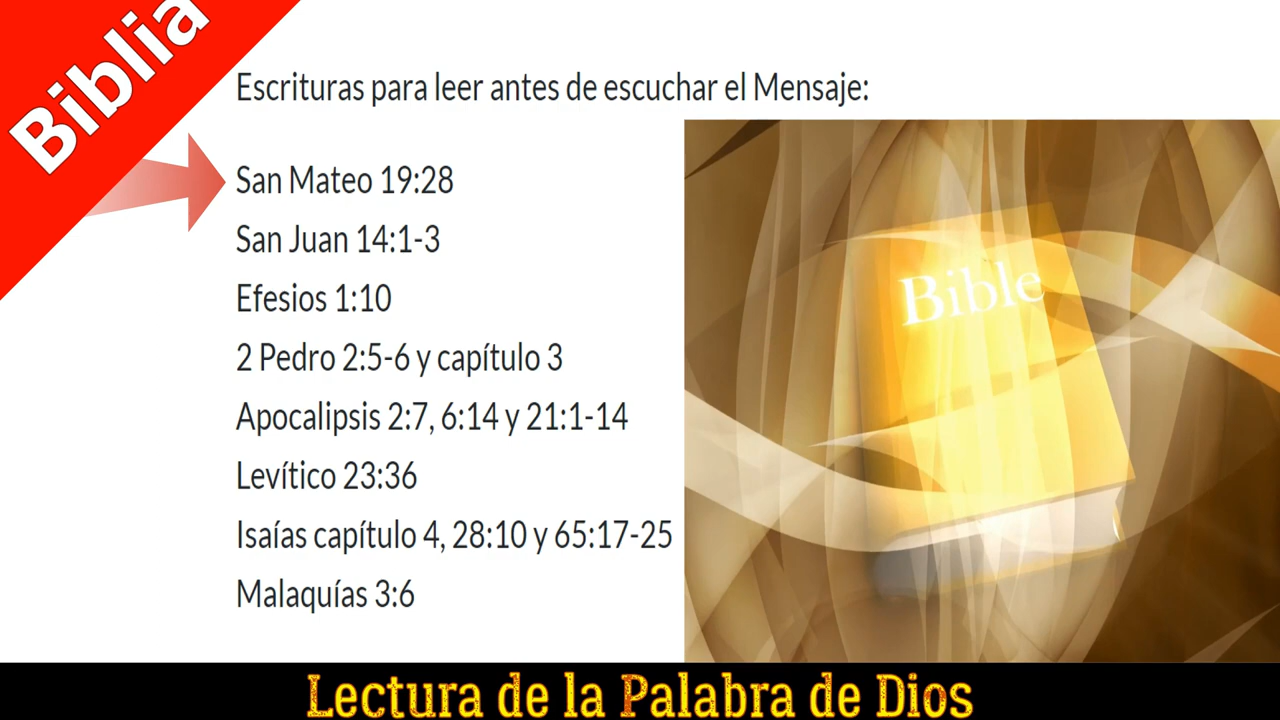 Biblia
Escrituras para leer antes de escuchar el Mensaje:
San Mateo 19:28
San Juan 14:1-3
Efesios 1:10
2 Pedro 2:5-6 y capítulo 3
Apocalipsis 2:7, 6:14 y 21:1-14
Levítico 23:36
Isaías capítulo 4, 28:10 y 65:17-25
Malaquías 3:6
Bible
Lectura de la Palabra de Dios